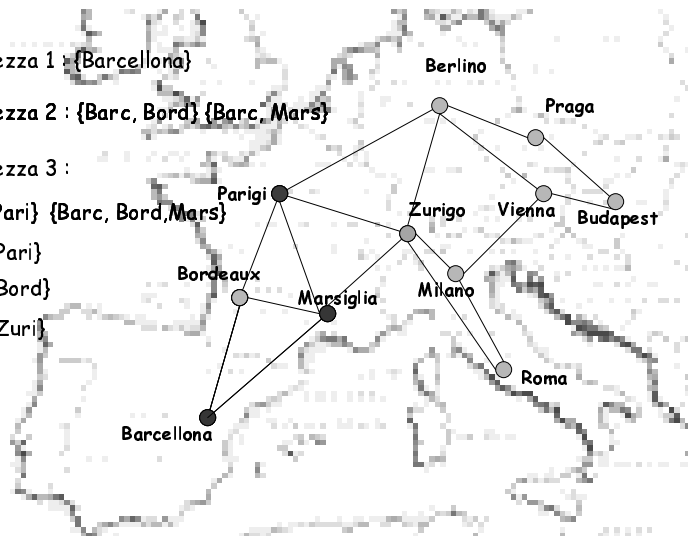 ezza 1 : {Barcellona}
ezza 2 : {Barc, Bord} {Barc, Mars}
ezza 3 :
Pari} {Barc, Bord,Mars}
Pari}
Bord}
Zuri}
Berlino
Praga
Parigi
Zurigo
Vienna
Budapest
Bordeaux
Marsiglia
Milano
Roma
Barcellona